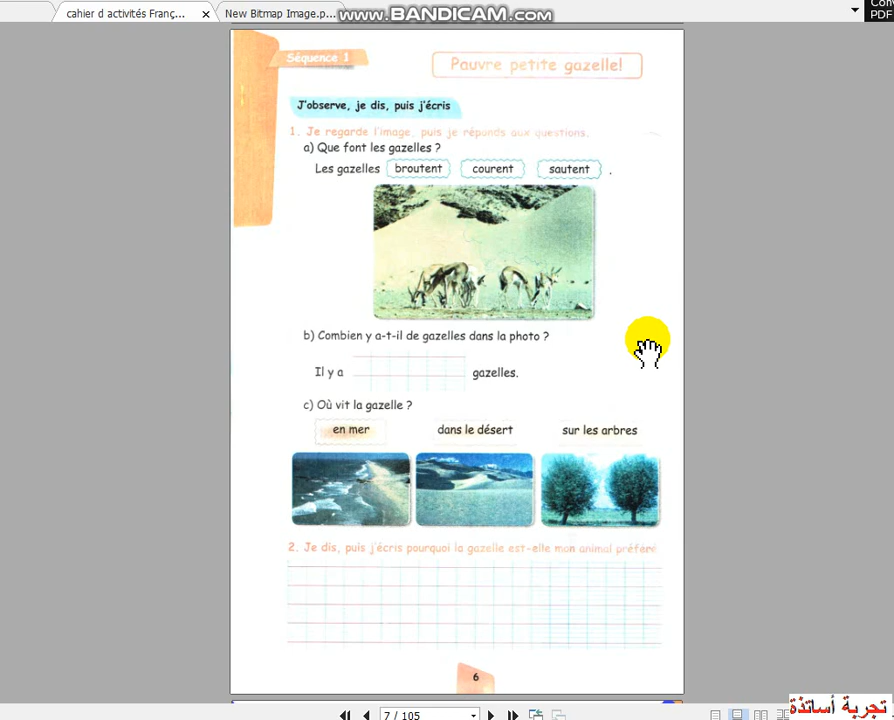 cahier d activités Franç...
New Bitmap Image.p...
www.BANDICAM.com
PDF
Séquence 1
Pauvre petite gazelle!
J'observe, je dis, puis j'écris
1. Je regarde l'image, puis je réponds aux questions.
a) Que font les gazelles ?
Les gazelles broutent courent sautent .
b) Combien y a-t-il de gazelles dans la photo ?
Il y a gazelles.
c) Où vit la gazelle ?
en mer dans le désert sur les arbres
2. Je dis, puis j'écris pourquoi la gazelle est-elle mon animal préféré
6
7 / 105
تجربة أساتذة